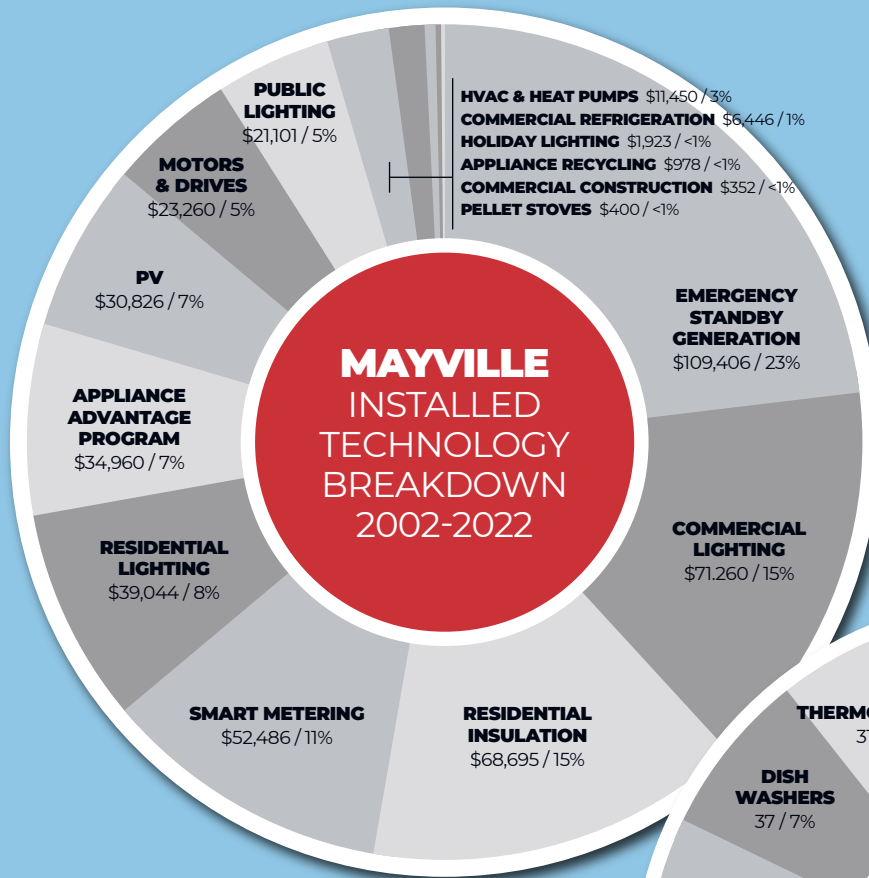 PUBLIC
LIGHTING
$21,101 / 5%
HVAC & HEAT PUMPS $11,450 / 3%
COMMERCIAL REFRIGERATION $6,446 / 1%
HOLIDAY LIGHTING $1,923 / <1%
APPLIANCE RECYCLING $978 / <1%
COMMERCIAL CONSTRUCTION $352 / <1%
PELLET STOVES $400 / <1%
MOTORS
& DRIVES
$23,260 / 5%
PV
$30,826 / 7%
EMERGENCY
STANDBY
GENERATION
$109,406 / 23%
MAYVILLE
INSTALLED
TECHNOLOGY
BREAKDOWN
2002-2022
APPLIANCE
ADVANTAGE
PROGRAM
$34,960 / 7%
COMMERCIAL
LIGHTING
$71.260 / 15%
RESIDENTIAL
LIGHTING
$39,044 / 8%
SMART METERING
$52,486 / 11%
RESIDENTIAL
INSULATION
$68,695 / 15%
DISH
WASHERS
37 / 7%